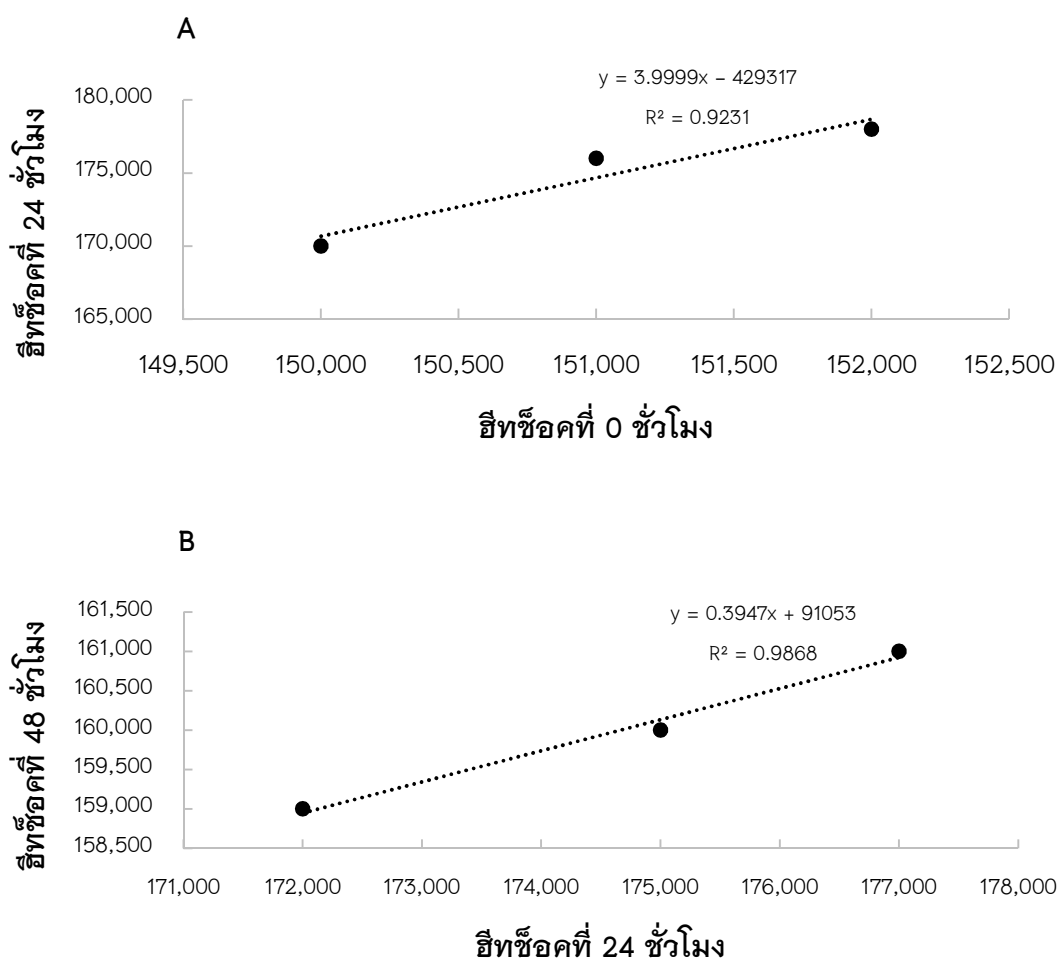 A
y = 3.9999x – 429317
R² = 0.9231
180,000
175,000
170,000
165,000
ฮีทช็อคที่ 24 ชั่วโมง
149,500 150,000 150,500 151,000 151,500 152,000 152,500
ฮีทช็อคที่ 0 ชั่วโมง
B
y = 0.3947x + 91053
R² = 0.9868
161,500
161,000
160,500
160,000
159,500
159,000
158,500
ฮีทช็อคที่ 48 ชั่วโมง
171,000 172,000 173,000 174,000 175,000 176,000 177,000 178,000
ฮีทช็อคที่ 24 ชั่วโมง